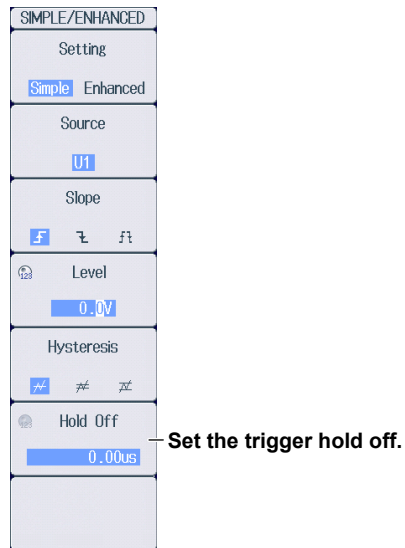 SIMPLE/ENHANCED
Setting
Simple Enhanced
Source
U1
Slope
Level
0.0V
Hysteresis
Hold Off
0.00us
Set the trigger hold off.